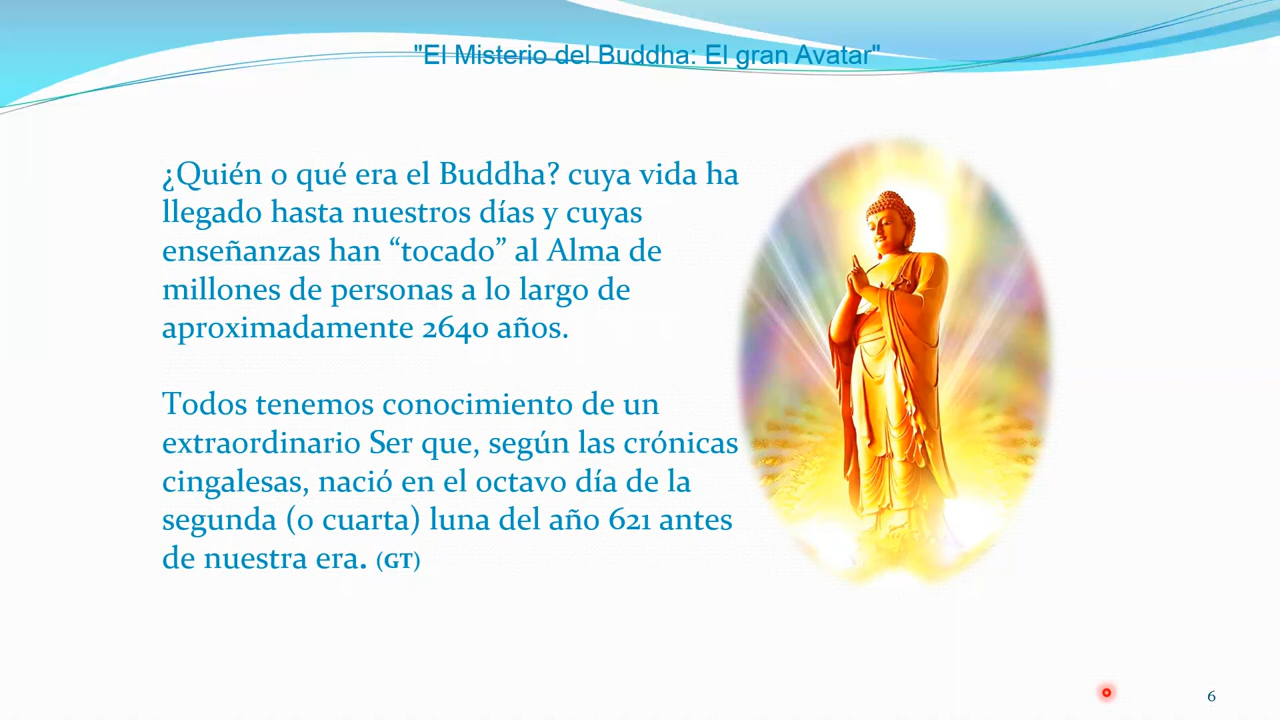 "El Misterio del Buddha: El gran Avatar"
¿Quién o qué era el Buddha? cuya vida ha
llegado hasta nuestros días y cuyas
enseñanzas han “tocado” al Alma de
millones de personas a lo largo de
aproximadamente 2640 años.
Todos tenemos conocimiento de un
extraordinario Ser que, según las crónicas
cingalesas, nació en el octavo día de la
segunda (o cuarta) luna del año 621 antes
de nuestra era. (GT)
6